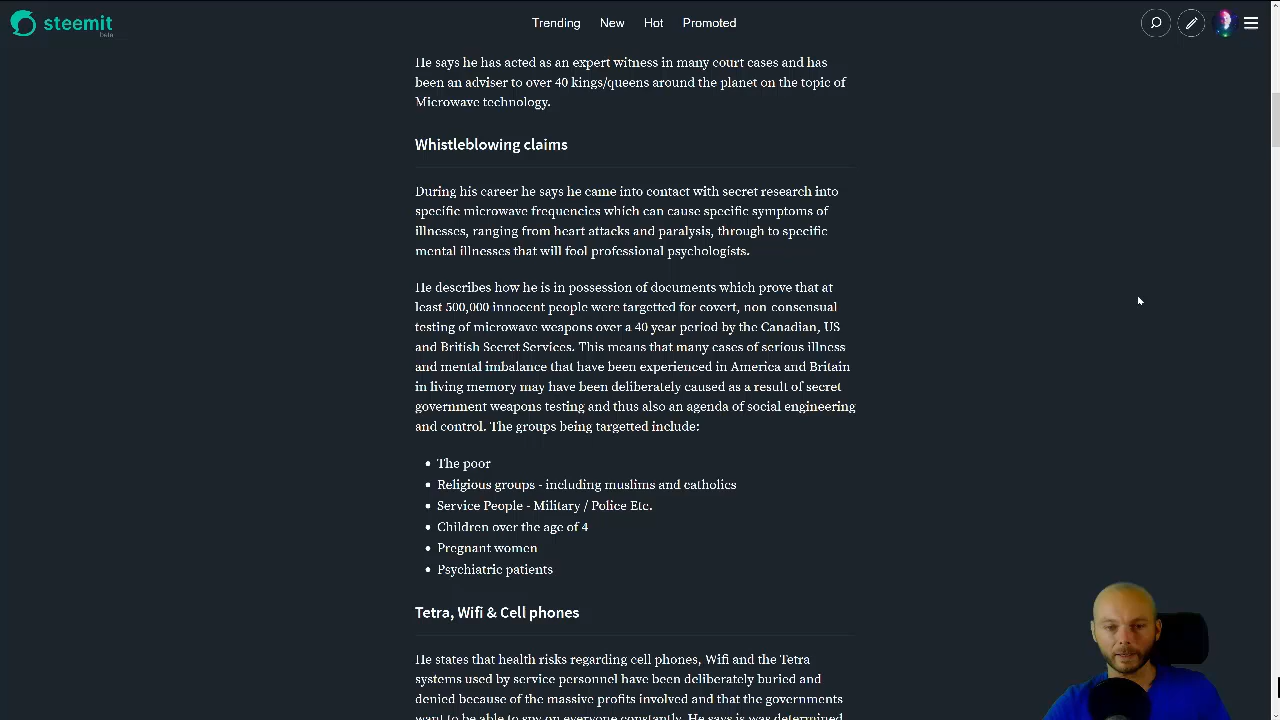 steemit
beta
Trending New Hot Promoted
He says he has acted as an expert witness in many court cases and has
been an adviser to over 40 kings/queens around the planet on the topic of
Microwave technology.
Whistleblowing claims
During his career he says he came into contact with secret research into
specific microwave frequencies which can cause specific symptoms of
illnesses, ranging from heart attacks and paralysis, through to specific
mental illnesses that will fool professional psychologists.
He describes how he is in possession of documents which prove that at
least 500,000 innocent people were targetted for covert, non-consensual
testing of microwave weapons over a 40 year period by the Canadian, US
and British Secret Services. This means that many cases of serious illness
and mental imbalance that have been experienced in America and Britain
in living memory may have been deliberately caused as a result of secret
government weapons testing and thus also an agenda of social engineering
and control. The groups being targetted include:
• The poor
• Religious groups - including muslims and catholics
• Service People - Military / Police Etc.
• Children over the age of 4
• Pregnant women
• Psychiatric patients
Tetra, Wifi & Cell phones
He states that health risks regarding cell phones, Wifi and the Tetra
systems used by service personnel have been deliberately buried and
denied because of the massive profits involved and that the governments
want to be able to spy on everyone constantly. He says is was determined